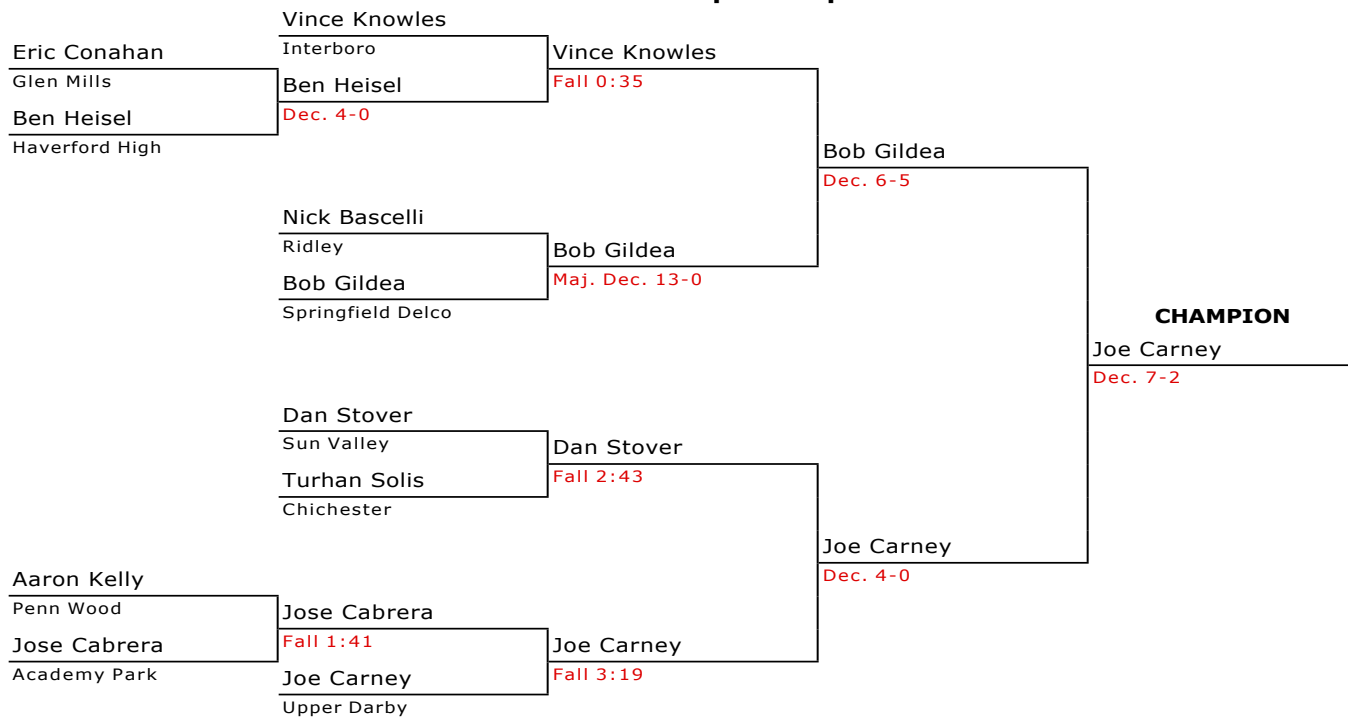 Vince Knowles
Eric Conahan
Interboro
Vince Knowles
Glen Mills
Ben Heisel
Fall 0:35
Ben Heisel
Dec. 4-0
Haverford High
Bob Gildea
Dec. 6-5
Nick Bascelli
Ridley
Bob Gildea
Bob Gildea
Maj. Dec. 13-0
Springfield Delco
CHAMPION
Joe Carney
Dec. 7-2
Dan Stover
Sun Valley
Dan Stover
Turhan Solis
Fall 2:43
Chichester
Joe Carney
Dec. 4-0
Aaron Kelly
Penn Wood
Jose Cabrera
Jose Cabrera
Fall 1:41
Joe Carney
Academy Park
Joe Carney
Fall 3:19
Upper Darby